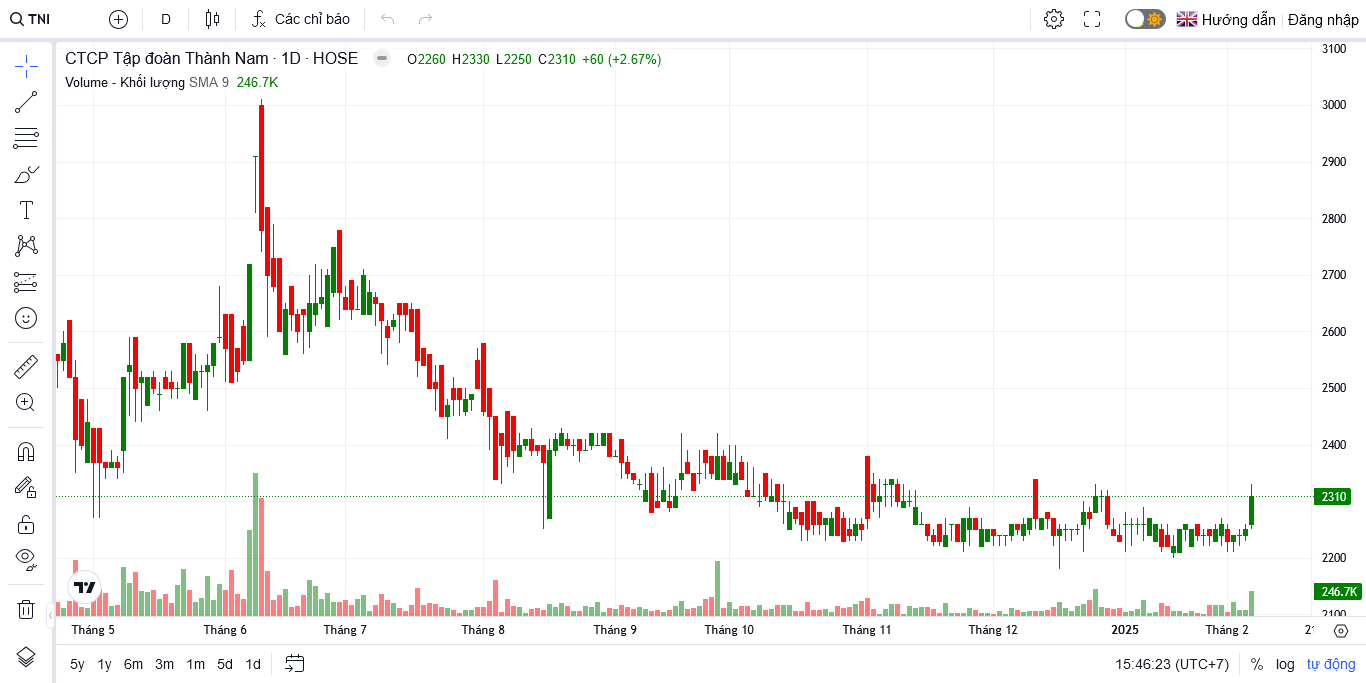 TNI D Các chỉ báo Hướng dẫn Đăng nhập
CTCP Tập đoàn Thành Nam · 1D · HOSE O2260 H2330 L2250 C2310 +60 (+2.67%)
Volume - Khối lượng SMA 9 246.7K
3100
3000
2900
2800
2700
2600
2500
2400
2310
2200
246.7K
2100
Tháng 5 Tháng 6 Tháng 7 Tháng 8 Tháng 9 Tháng 10 Tháng 11 Tháng 12 2025 Tháng 2
5y 1y 6m 3m 1m 5d 1d 15:46:23 (UTC+7) % log tự động